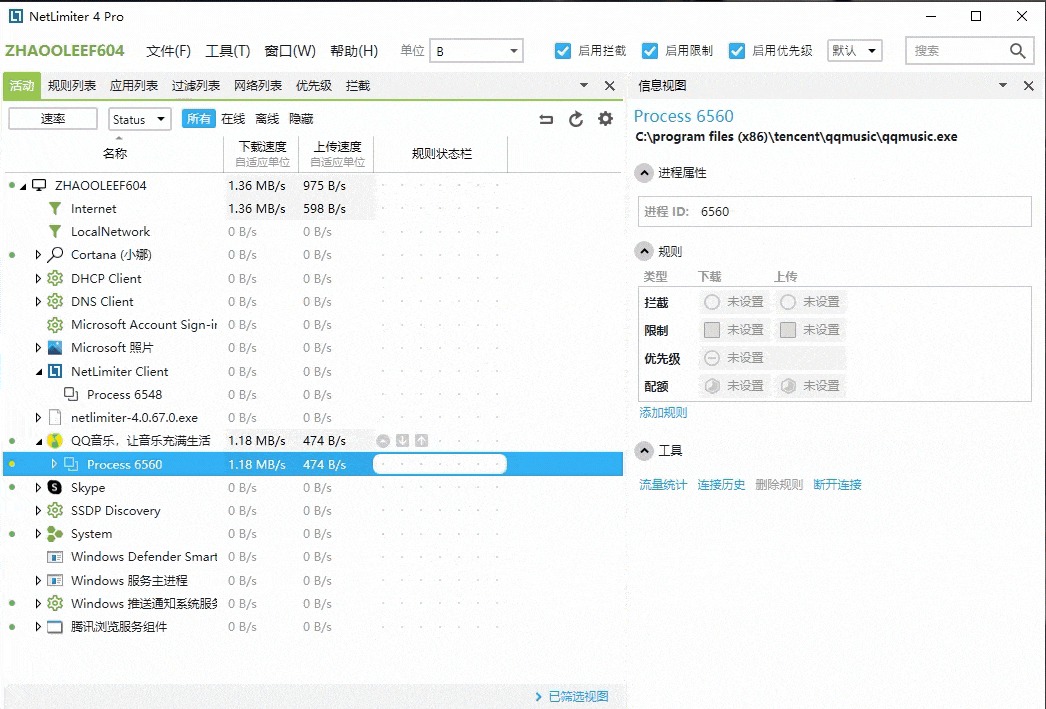 NetLimiter 4 Pro
ZHAOOLEEF604 文件(F) 工具(T) 窗口(W) 帮助(H) 单位 B 启用拦截 启用限制 启用优先级 默认 搜索
活动 规则列表 应用列表 过滤列表 网络列表 优先级 拦截
速率 Status 所有 在线 离线 隐藏
名称 下载速度 上传速度 规则状态栏
自适应单位 自适应单位
ZHAOOLEEF604 1.36 MB/s 975 B/s
Internet 1.36 MB/s 598 B/s
LocalNetwork 0 B/s 0 B/s
Cortana (小娜) 0 B/s 0 B/s
DHCP Client 0 B/s 0 B/s
DNS Client 0 B/s 0 B/s
Microsoft Account Sign-ir 0 B/s 0 B/s
Microsoft 照片 0 B/s 0 B/s
NetLimiter Client 0 B/s 0 B/s
Process 6548 0 B/s 0 B/s
netlimiter-4.0.67.0.exe 0 B/s 0 B/s
QQ音乐，让音乐充满生活 1.18 MB/s 474 B/s
Process 6560 1.18 MB/s 474 B/s
Skype 0 B/s 0 B/s
SSDP Discovery 0 B/s 0 B/s
System 0 B/s 0 B/s
Windows Defender Smart 0 B/s 0 B/s
Windows 服务主进程 0 B/s 0 B/s
Windows 推送通知系统服务 0 B/s 0 B/s
腾讯浏览服务组件 0 B/s 0 B/s
已筛选视图
信息视图
Process 6560
C:\program files (x86)\tencent\qqmusic\qqmusic.exe
进程属性
进程 ID: 6560
规则
类型 下载 上传
拦截 未设置 未设置
限制 未设置 未设置
优先级 未设置
配额 未设置 未设置
添加规则
工具
流量统计 连接历史 删除规则 断开连接